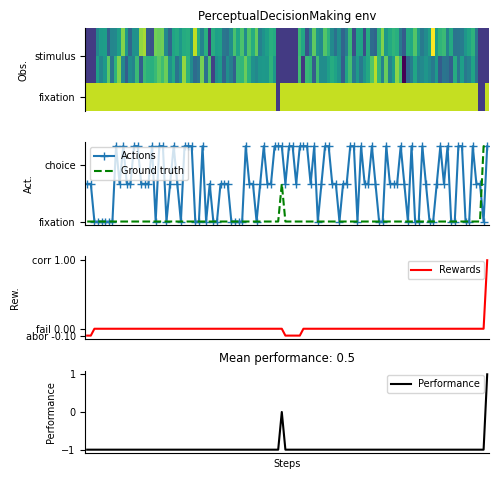 PerceptualDecisionMaking env
Obs.
stimulus
fixation
Act.
choice
fixation
Actions
Ground truth
Rew.
corr 1.00
fail 0.00
abor -0.10
Rewards
Mean performance: 0.5
Performance
1
0
−1
Performance
Steps